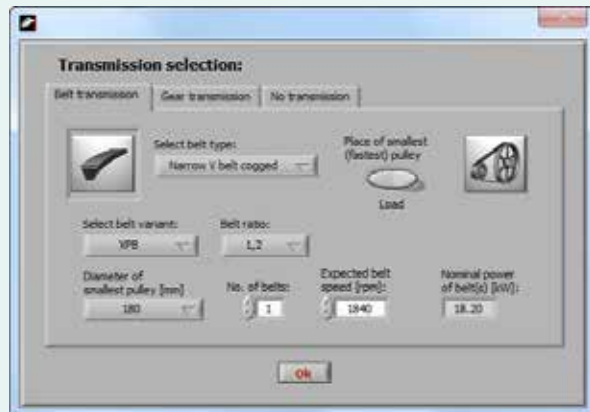 Transmission selection:
Belt transmission
Gear transmission
No transmission
Select belt type:
Narrow V belt cogged
Place of smallest
(fastest) pulley
Load
Select belt variant:
XPB
Belt ratio:
1,2
Diameter of
smallest pulley [mm]
180
No. of belts:
1
Expected belt
speed [rpm]:
1840
Nominal power
of belt(s) [kW]:
18.20
Ok